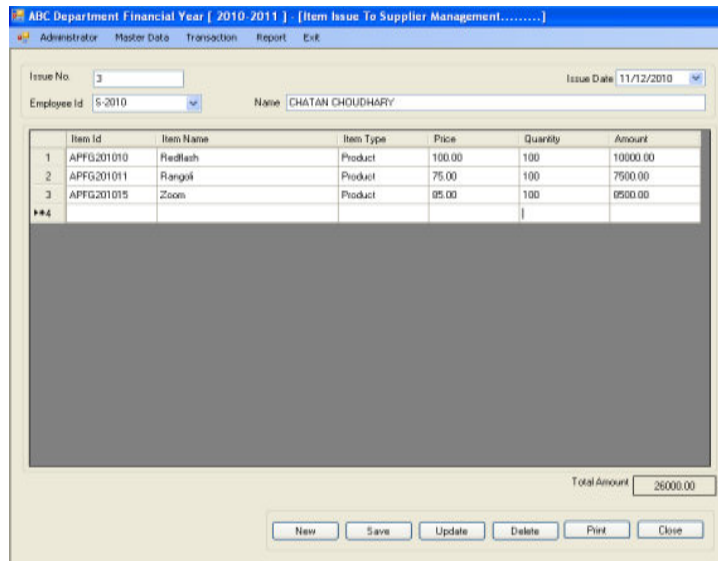 ABC Department Financial Year [ 2010-2011 ] - [Item Issue To Supplier Management.........]
Administrator Master Data Transaction Report Exit
Issue No. 3 Issue Date 11/12/2010
Employee Id S-2010 Name CHATAN CHOUDHARY
Item Id Item Name Item Type Price Quantity Amount
1 APFG201010 Redflash Product 100.00 100 10000.00
2 APFG201011 Rangoli Product 75.00 100 7500.00
3 APFG201015 Zoom Product 85.00 100 8500.00
4
Total Amount 26000.00
New Save Update Delete Print Close